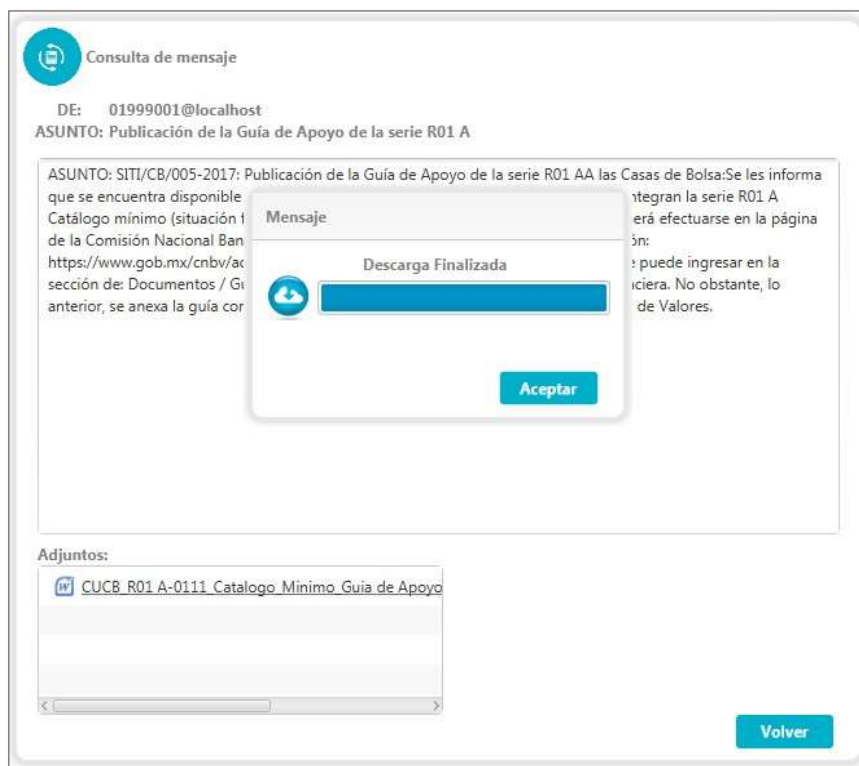 Consulta de mensaje
DE: 01999001@localhost
ASUNTO: Publicación de la Guía de Apoyo de la serie R01 A
ASUNTO: SITI/CB/005-2017: Publicación de la Guía de Apoyo de la serie R01 AA las Casas de Bolsa:Se les informa
que se encuentra disponible ntegran la serie R01 A
Catálogo mínimo (situación erá efectuarse en la página
de la Comisión Nacional Ban ón:
https://www.gob.mx/cnbv/ac e puede ingresar en la
sección de: Documentos / Gu nciera. No obstante, lo
anterior, se anexa la guía cor de Valores.
Mensaje
Descarga Finalizada
Aceptar
Adjuntos:
CUCB_R01 A-0111_Catalogo_Minimo_Guia de Apoyo
Volver